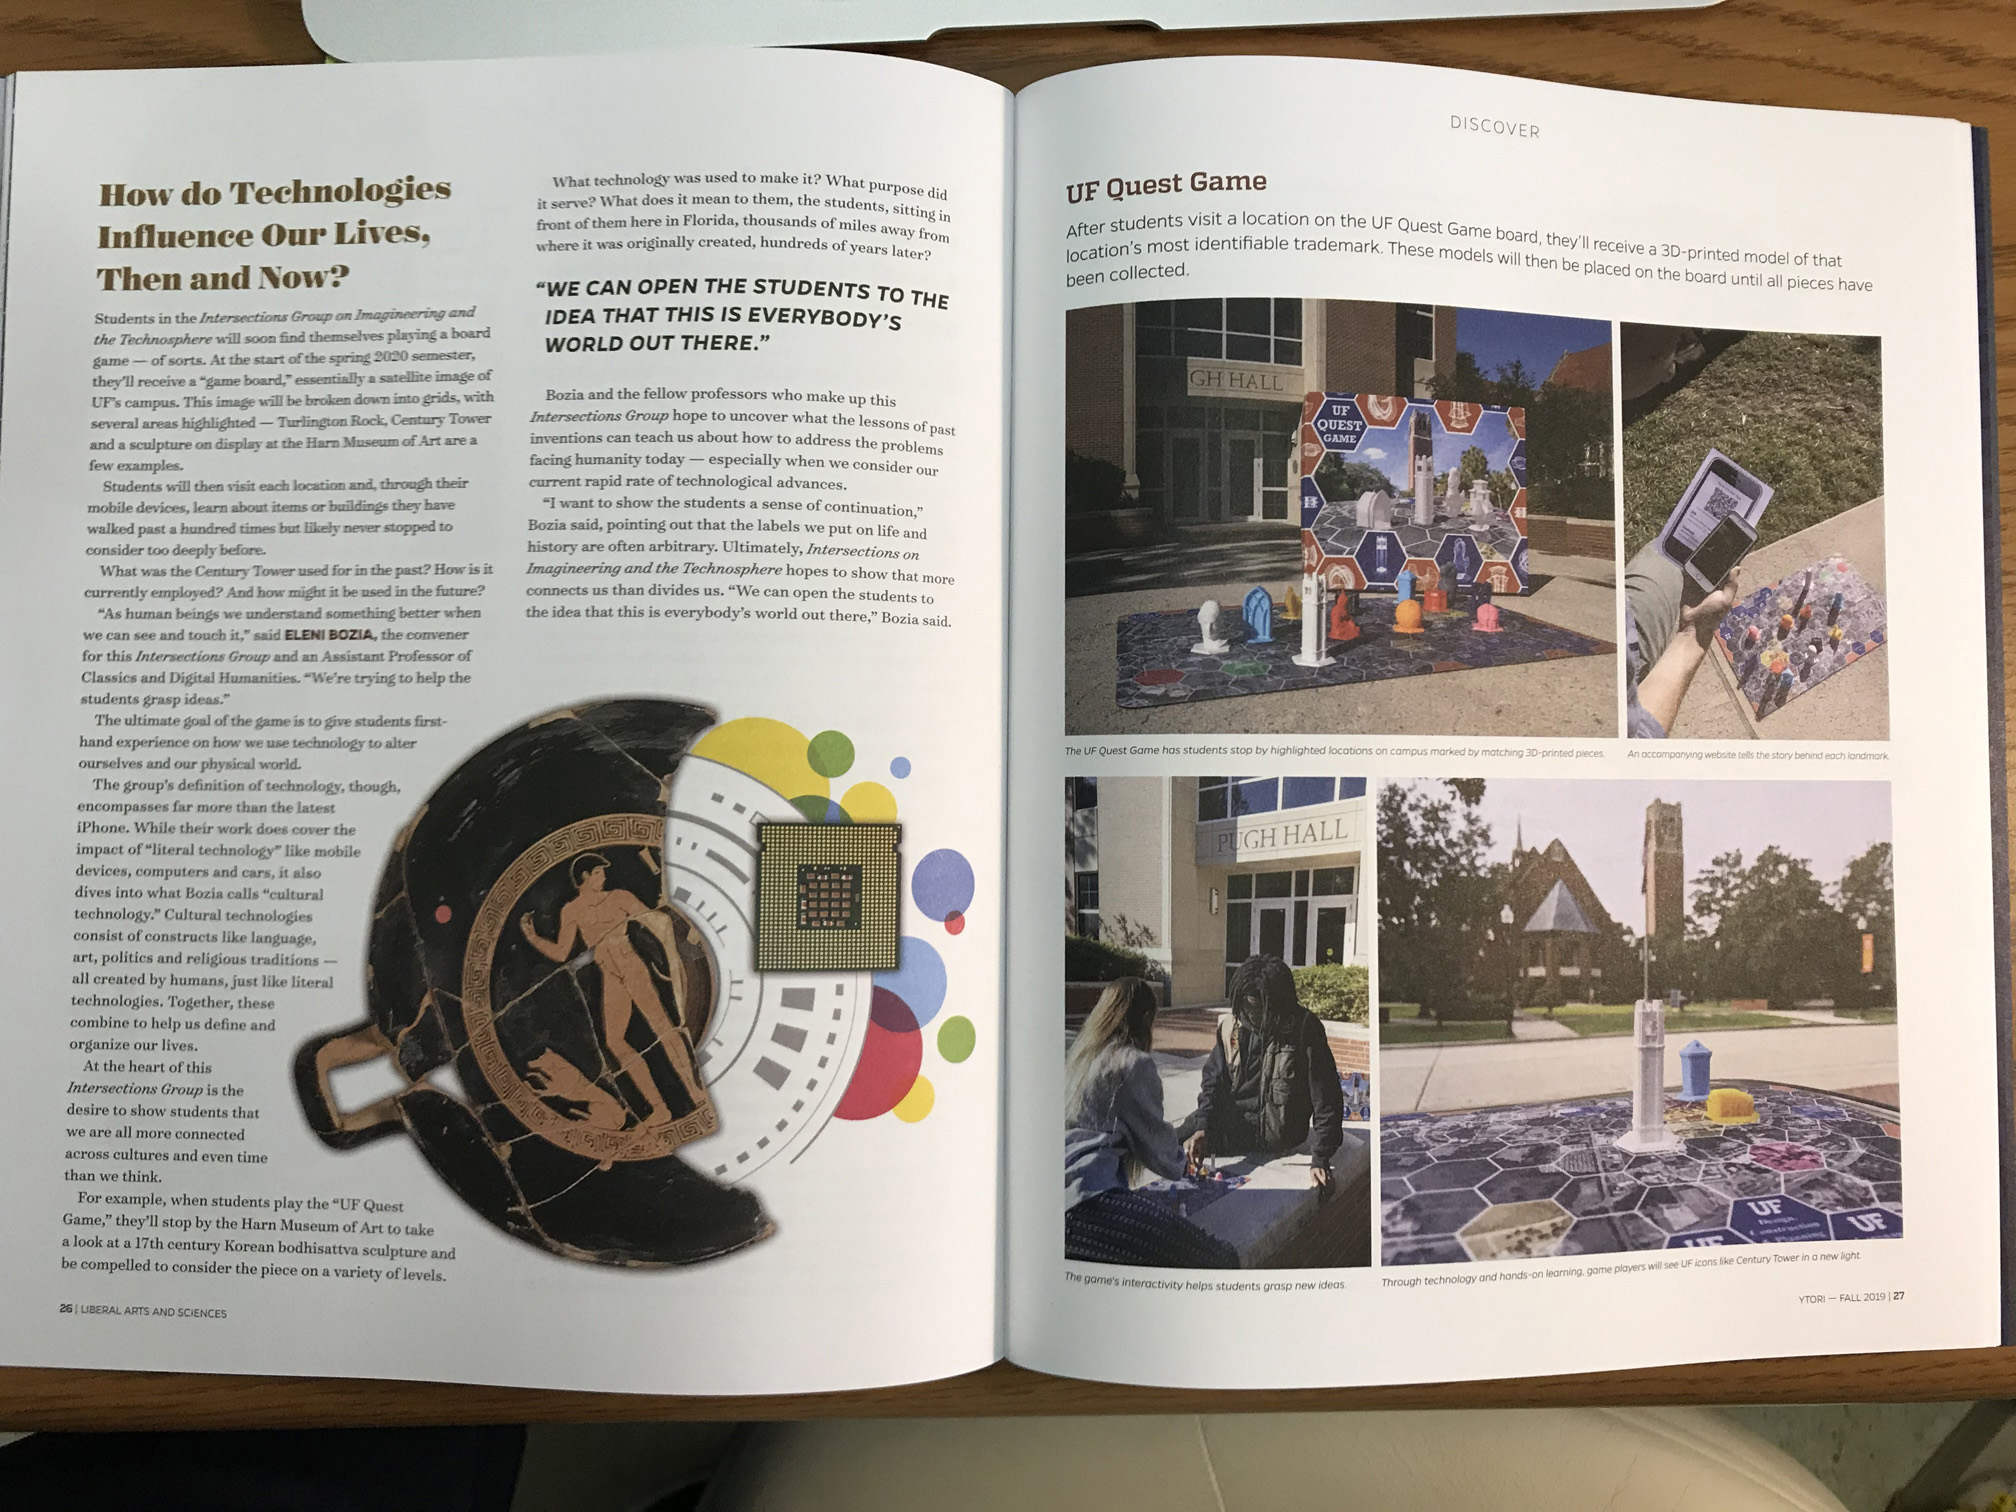 How do Technologies
Influence Our Lives,
Then and Now?
Students in the Intersections Group on Imagineering and
the Technosphere will soon find themselves playing a board
game — of sorts. At the start of the spring 2020 semester,
they'll receive a "game board," essentially a satellite image of
UF's campus. This image will be broken down into grids, with
several areas highlighted — Turlington Rock, Century Tower
and a sculpture on display at the Harn Museum of Art are a
few examples.
Students will then visit each location and, through their
mobile devices, learn about items or buildings they have
walked past a hundred times but likely never stopped to
consider too deeply before.
What was the Century Tower used for in the past? How is it
currently employed? And how might it be used in the future?
"As human beings we understand something better when
we can see and touch it," said ELENI BOZIA, the convener
for this Intersections Group and an Assistant Professor of
Classics and Digital Humanities. "We're trying to help the
students grasp ideas."
The ultimate goal of the game is to give students first-
hand experience on how we use technology to alter
ourselves and our physical world.
The group's definition of technology, though,
encompasses far more than the latest
iPhone. While their work does cover the
impact of "literal technology" like mobile
devices, computers and cars, it also
dives into what Bozia calls "cultural
technology." Cultural technologies
consist of constructs like language,
art, politics and religious traditions —
all created by humans, just like literal
technologies. Together, these
combine to help us define and
organize our lives.
At the heart of this
Intersections Group is the
desire to show students that
we are all more connected
across cultures and even time
than we think.
For example, when students play the "UF Quest
Game," they'll stop by the Harn Museum of Art to take
a look at a 17th century Korean bodhisattva sculpture and
be compelled to consider the piece on a variety of levels.
What technology was used to make it? What purpose did
it serve? What does it mean to them, the students, sitting in
front of them here in Florida, thousands of miles away from
where it was originally created, hundreds of years later?
"WE CAN OPEN THE STUDENTS TO THE
IDEA THAT THIS IS EVERYBODY'S
WORLD OUT THERE."
Bozia and the fellow professors who make up this
Intersections Group hope to uncover what the lessons of past
inventions can teach us about how to address the problems
facing humanity today — especially when we consider our
current rapid rate of technological advances.
"I want to show the students a sense of continuation,"
Bozia said, pointing out that the labels we put on life and
history are often arbitrary. Ultimately, Intersections on
Imagineering and the Technosphere hopes to show that more
connects us than divides us. "We can open the students to
the idea that this is everybody's world out there," Bozia said.
26 | LIBERAL ARTS AND SCIENCES
DISCOVER
UF Quest Game
After students visit a location on the UF Quest Game board, they'll receive a 3D-printed model of that
location's most identifiable trademark. These models will then be placed on the board until all pieces have
been collected.
GH HALL
UF
QUEST
GAME
The UF Quest Game has students stop by highlighted locations on campus marked by matching 3D-printed pieces.
An accompanying website tells the story behind each landmark.
PUGH HALL
UF
Design,
Construction
UF
UF
The game's interactivity helps students grasp new ideas.
Through technology and hands-on learning, game players will see UF icons like Century Tower in a new light.
YTORI — FALL 2019 | 27